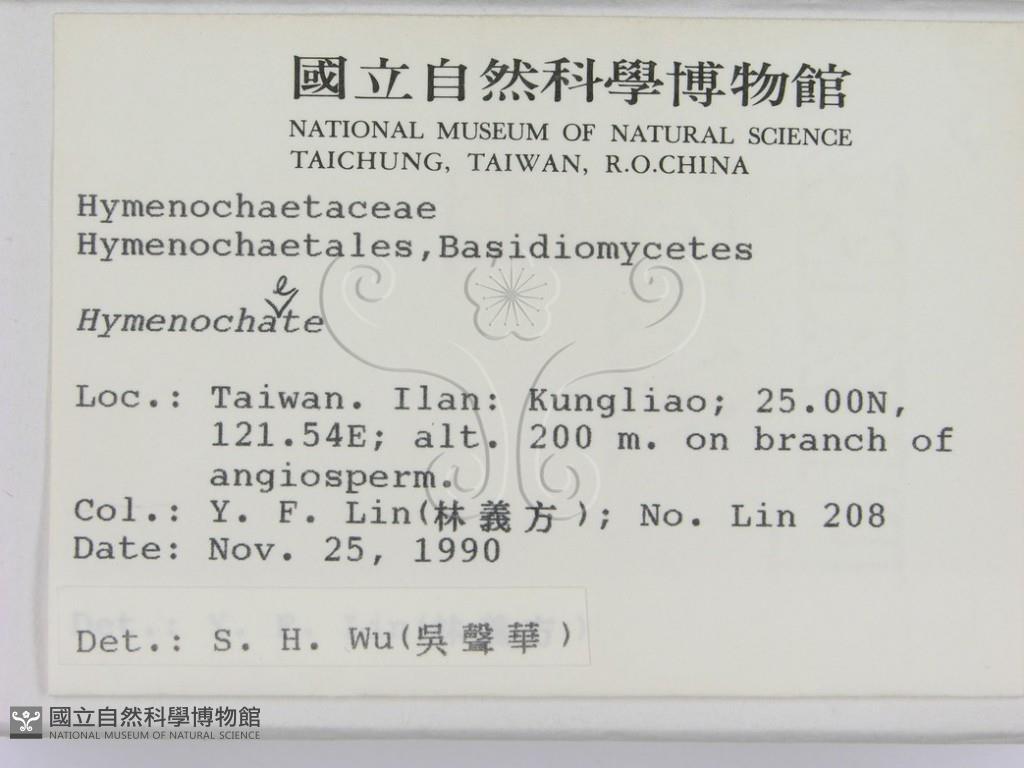 國立自然科學博物館
NATIONAL MUSEUM OF NATURAL SCIENCE
TAICHUNG, TAIWAN, R.O.CHINA
Hymenochaetaceae
Hymenochaetales,Basidiomycetes
e
Hymenochate
Loc.: Taiwan. Ilan: Kungliao; 25.00N,
121.54E; alt. 200 m. on branch of
angiosperm.
Col.: Y. F. Lin(林義方); No. Lin 208
Date: Nov. 25, 1990
Det.: S. H. Wu(吳聲華)
國立自然科學博物館
NATIONAL MUSEUM OF NATURAL SCIENCE